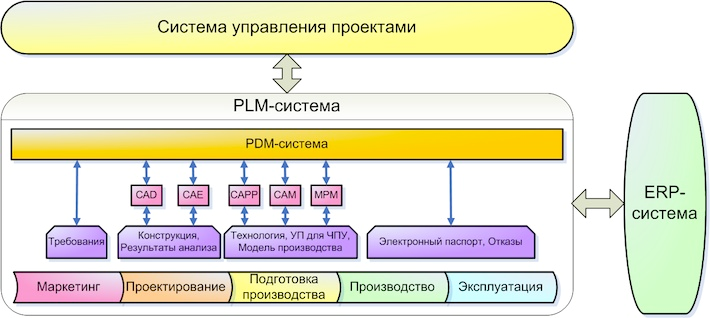 Система управления проектами
PLM-система
PDM-система
CAD
CAE
CAPP
CAM
MPM
Требования
Конструкция,
Результаты анализа
Технология, УП для ЧПУ,
Модель производства
Электронный паспорт, Отказы
Маркетинг
Проектирование
Подготовка
производства
Производство
Эксплуатация
ERP-
система